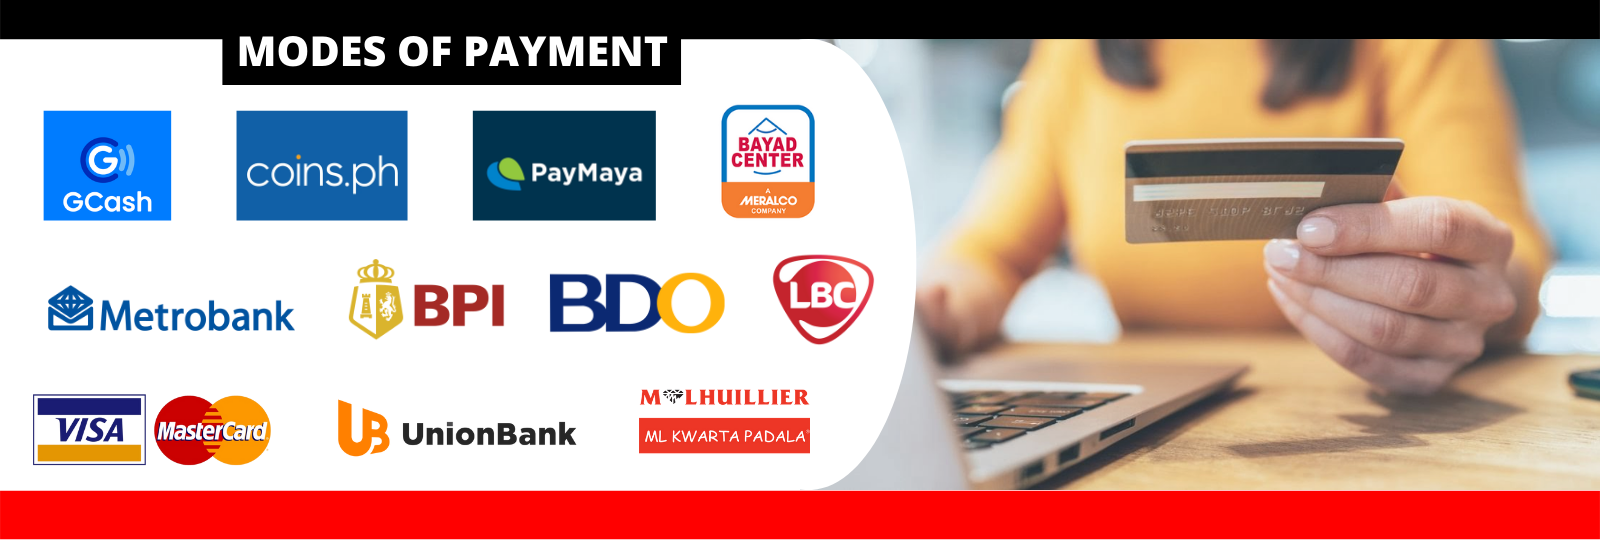 MODES OF PAYMENT
G
GCash
coins.ph
PayMaya
BAYAD
CENTER
A
MERALCO
COMPANY
Metrobank
BPI
BDO
LBC
VISA
MasterCard
UB
UnionBank
M LHUILLIER
ML KWARTA PADALA